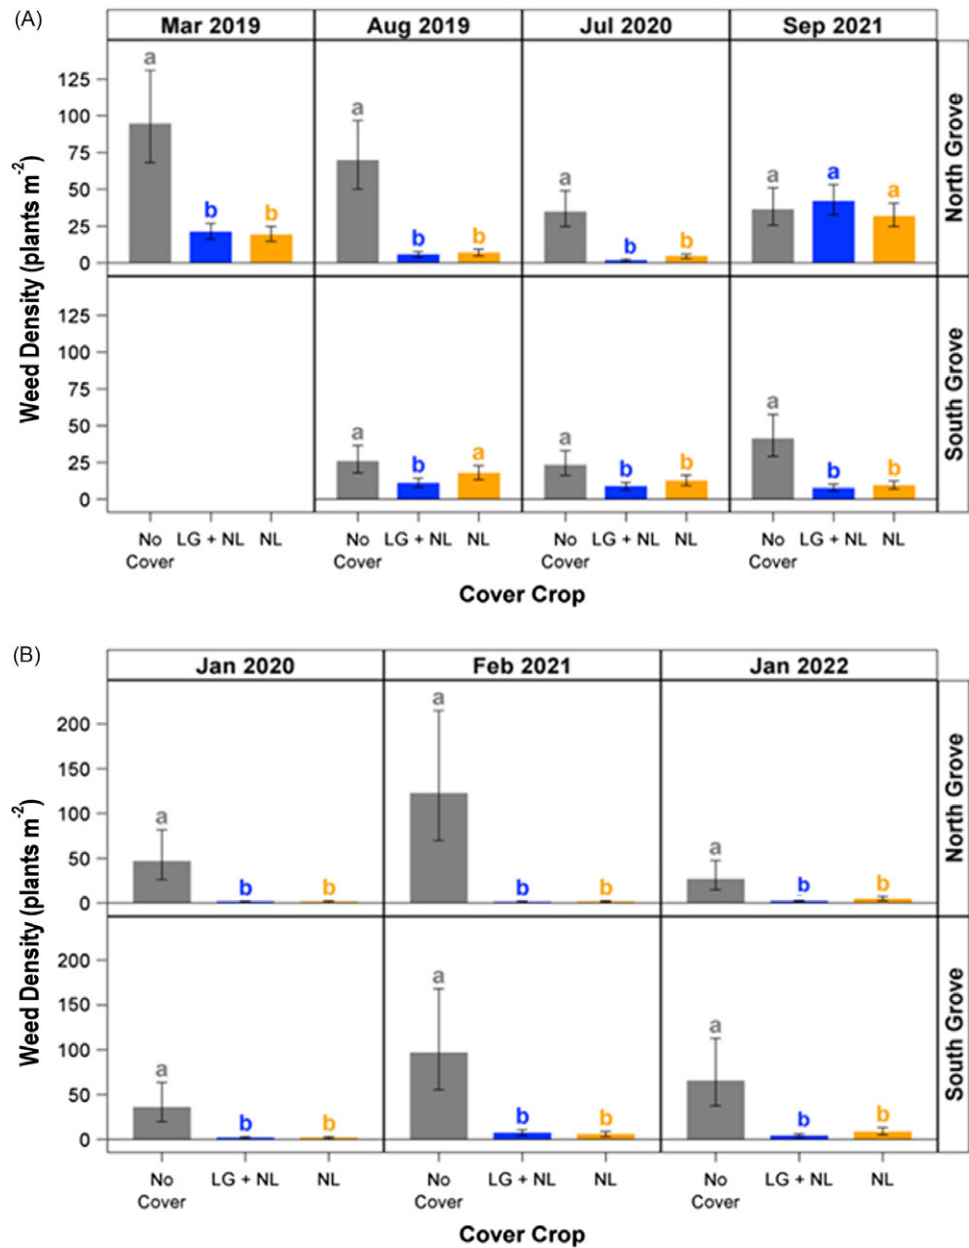 (A)
Mar 2019 Aug 2019 Jul 2020 Sep 2021
Weed Density (plants m-2)
125
100
75
50
25
0
a b b
a b b
a b b
a a a
North Grove
125
100
75
50
25
0
a b a
a b b
a b b
South Grove
No Cover LG + NL NL No Cover LG + NL NL No Cover LG + NL NL No Cover LG + NL NL
Cover Crop
(B)
Jan 2020 Feb 2021 Jan 2022
Weed Density (plants m-2)
200
150
100
50
0
a b b
a b b
a b b
North Grove
200
150
100
50
0
a b b
a b b
a b b
South Grove
No Cover LG + NL NL No Cover LG + NL NL No Cover LG + NL NL
Cover Crop